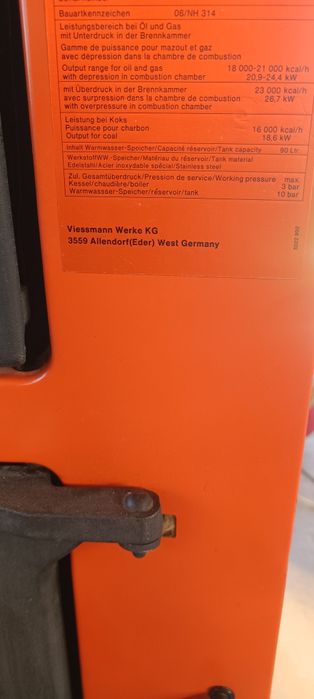 Bauartkennzeichen 06/NH 314
Leistungsbereich bei Öl und Gas
mit Unterdruck in der Brennkammer
Gamme de puissance pour mazout et gaz
avec dépression dans la chambre de combustion
Output range for oil and gas 18 000-21 000 kcal/h
with depression in combustion chamber 20,9-24,4 kW
mit Überdruck in der Brennkammer 23 000 kcal/h
avec surpression dans la chambre de combustion 26,7 kW
with overpressure in combustion chamber
Leistung bei Koks
Puissance pour charbon 16 000 kcal/h
Output for coal 18,6 kW
Inhalt Warmwasser-Speicher/Capacité réservoir/Tank capacity 90 Ltr.
Werkstoff WW.-Speicher/Matériau du réservoir/Tank material
Edelstahl/Acier inoxydable spécial/Stainless steel
Zul. Gesamtüberdruck/Pression de service/Working pressure max.
Kessel/chaudière/boiler 3 bar
Warmwasser-Speyer/réservoir/tank 10 bar
Viessmann Werke KG
3559 Allendorf(Eder) West Germany